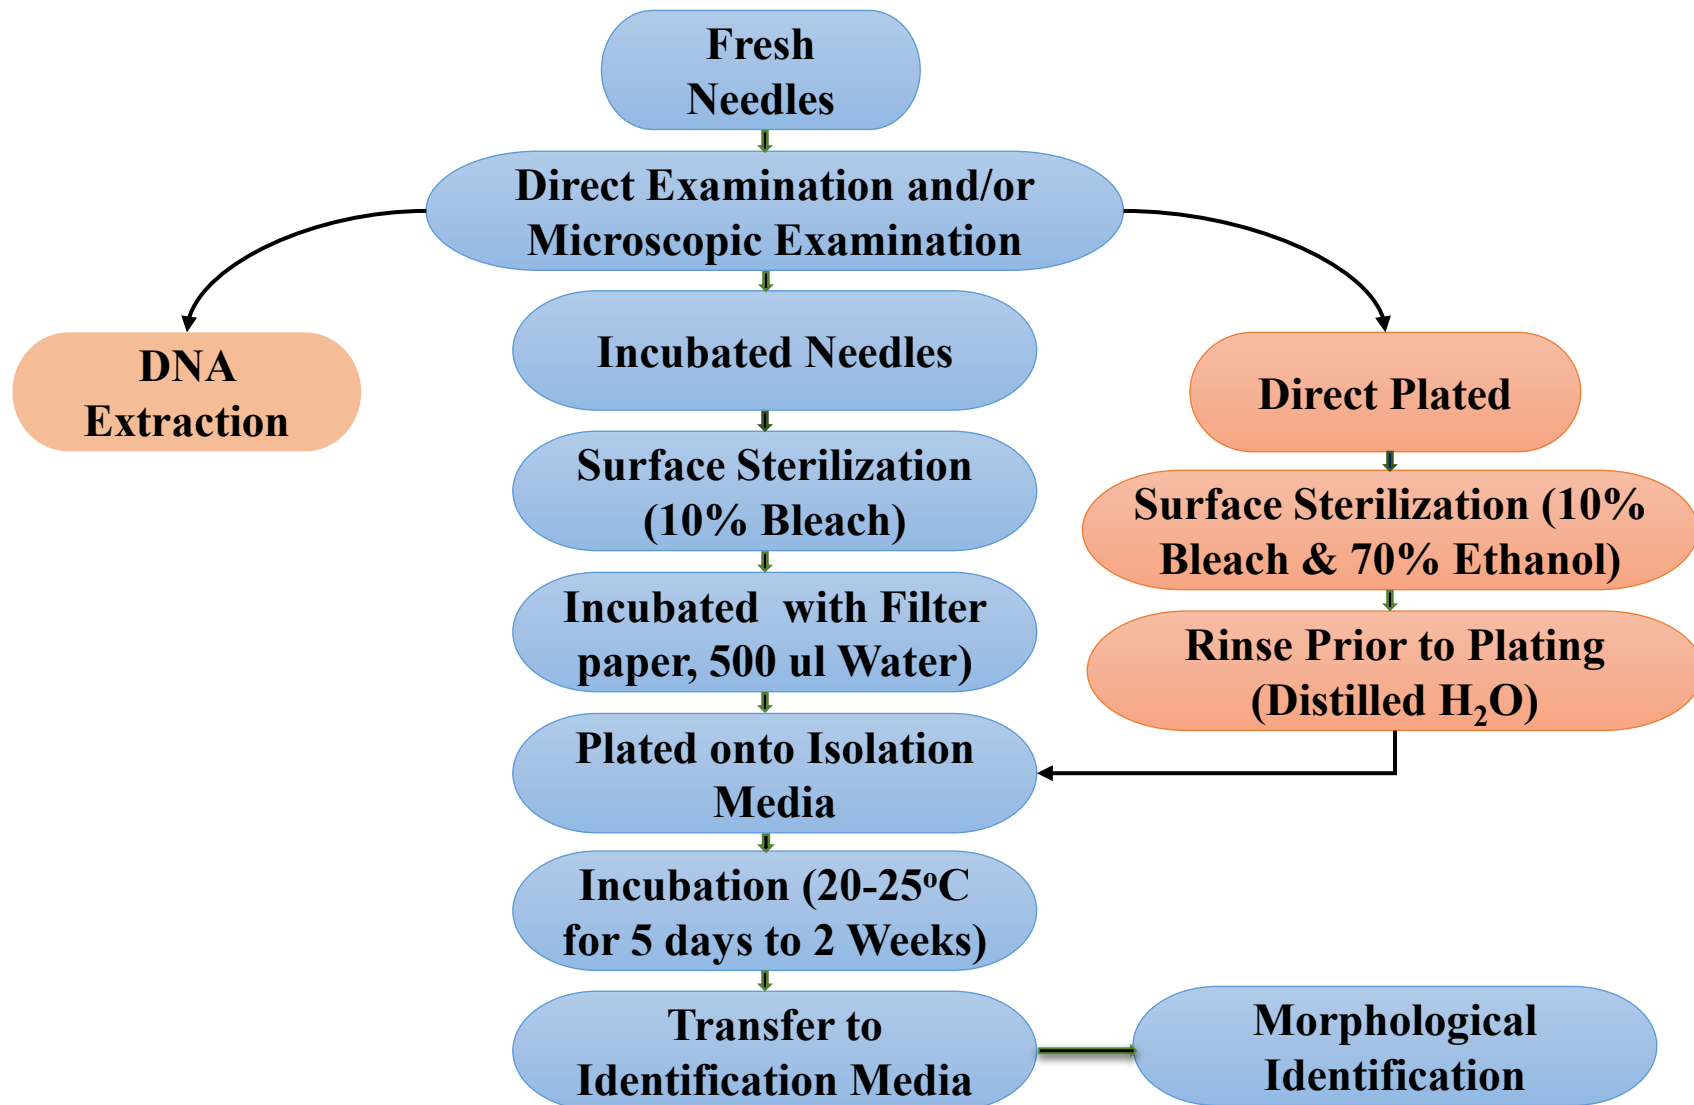 Fresh
Needles
Direct Examination and/or
Microscopic Examination
DNA
Extraction
Incubated Needles
Direct Plated
Surface Sterilization
(10% Bleach)
Surface Sterilization (10%
Bleach & 70% Ethanol)
Incubated  with Filter
paper, 500 ul Water)
Rinse Prior to Plating
(Distilled H₂O)
Plated onto Isolation
Media
Incubation (20-25ºC
for 5 days to 2 Weeks)
Transfer to
Identification Media
Morphological
Identification